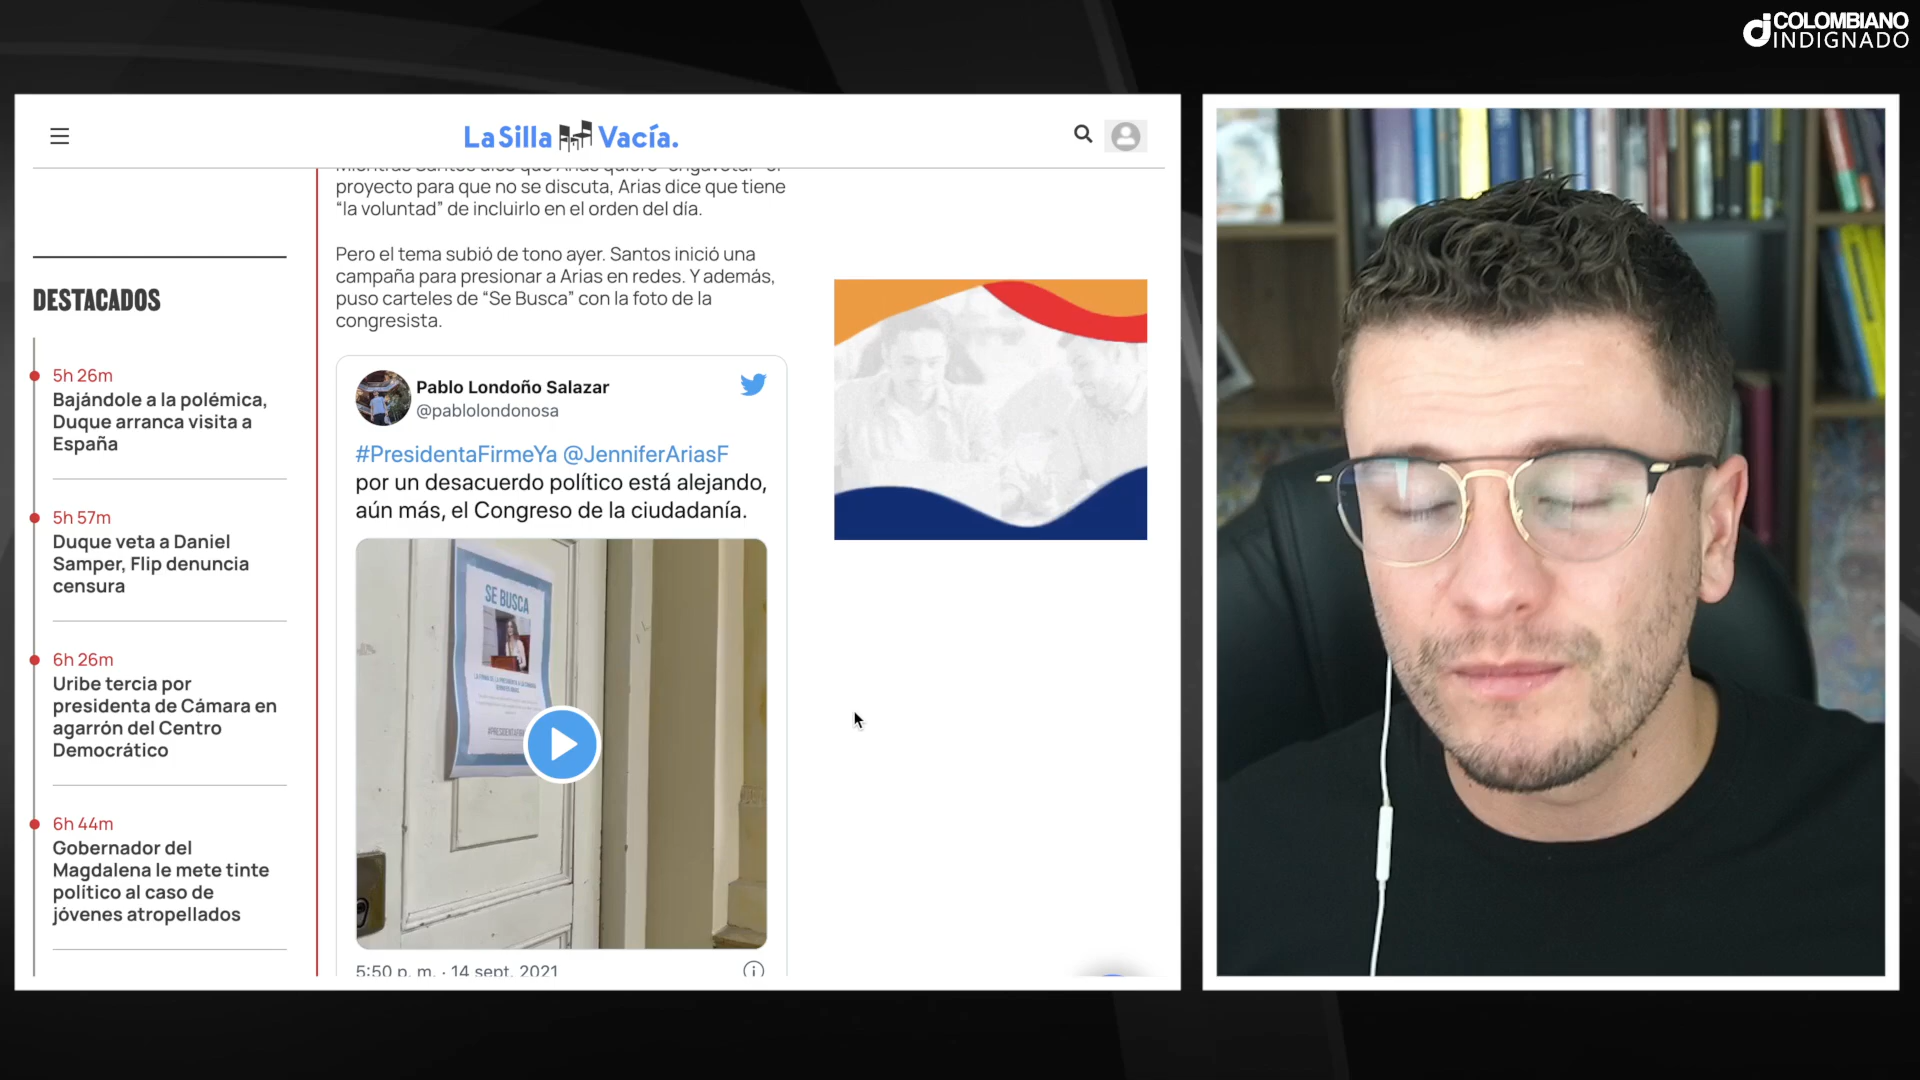 COLOMBIANO
INDIGNADO
La Silla Vacía.
proyecto para que no se discuta, Arias dice que tiene
“la voluntad” de incluirlo en el orden del día.
Pero el tema subió de tono ayer. Santos inició una
campaña para presionar a Arias en redes. Y además,
puso carteles de “Se Busca” con la foto de la
congresista.
DESTACADOS
5h 26m
Bajándole a la polémica,
Duque arranca visita a
España
5h 57m
Duque veta a Daniel
Samper, Flip denuncia
censura
6h 26m
Uribe tercia por
presidenta de Cámara en
agarrón del Centro
Democrático
6h 44m
Gobernador del
Magdalena le mete tinte
político al caso de
jóvenes atropellados
Pablo Londoño Salazar
@pablolondonosa
#PresidentaFirmeYa @JenniferAriasF
por un desacuerdo político está alejando,
aún más, el Congreso de la ciudadanía.
SE BUSCA
5:50 p. m. · 14 sept. 2021